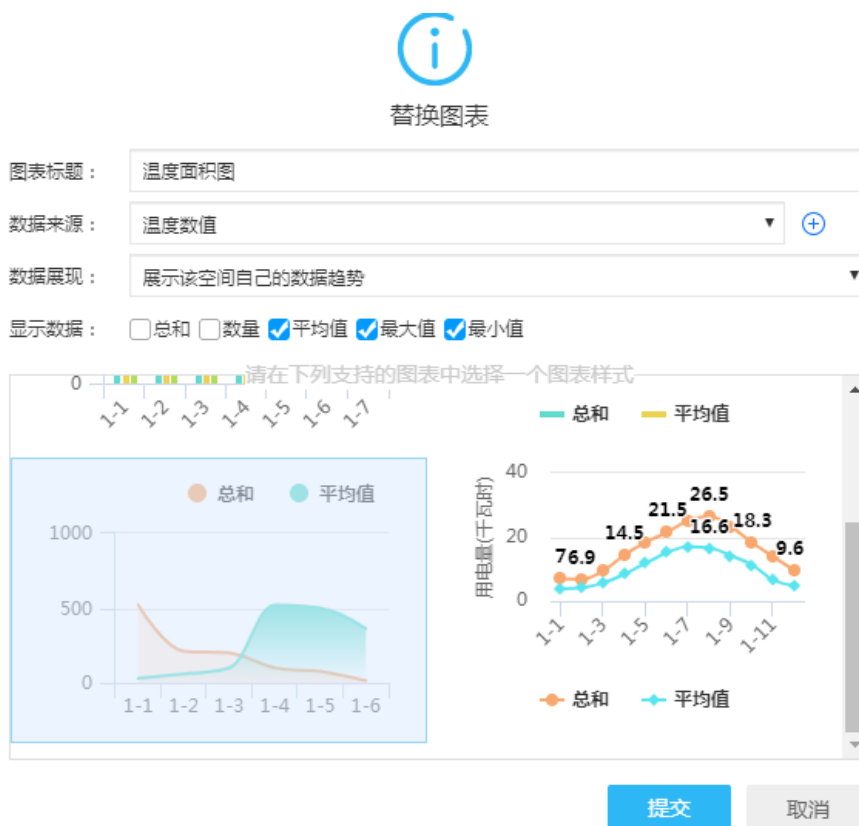 替换图表
图表标题：
温度面积图
数据来源：
温度数值
数据展现：
展示该空间自己的数据趋势
显示数据：
总和 数量 平均值 最大值 最小值
请在下列支持的图表中选择一个图表样式
0
1-1 1-2 1-3 1-4 1-5 1-6 1-7
总和 平均值
总和 平均值
1000
500
0
1-1 1-2 1-3 1-4 1-5 1-6
用电量(千瓦时)
40
20
0
76.9 14.5 21.5 26.5 16.6 18.3 9.6
1-1 1-3 1-5 1-7 1-9 1-11
总和 平均值
提交 取消